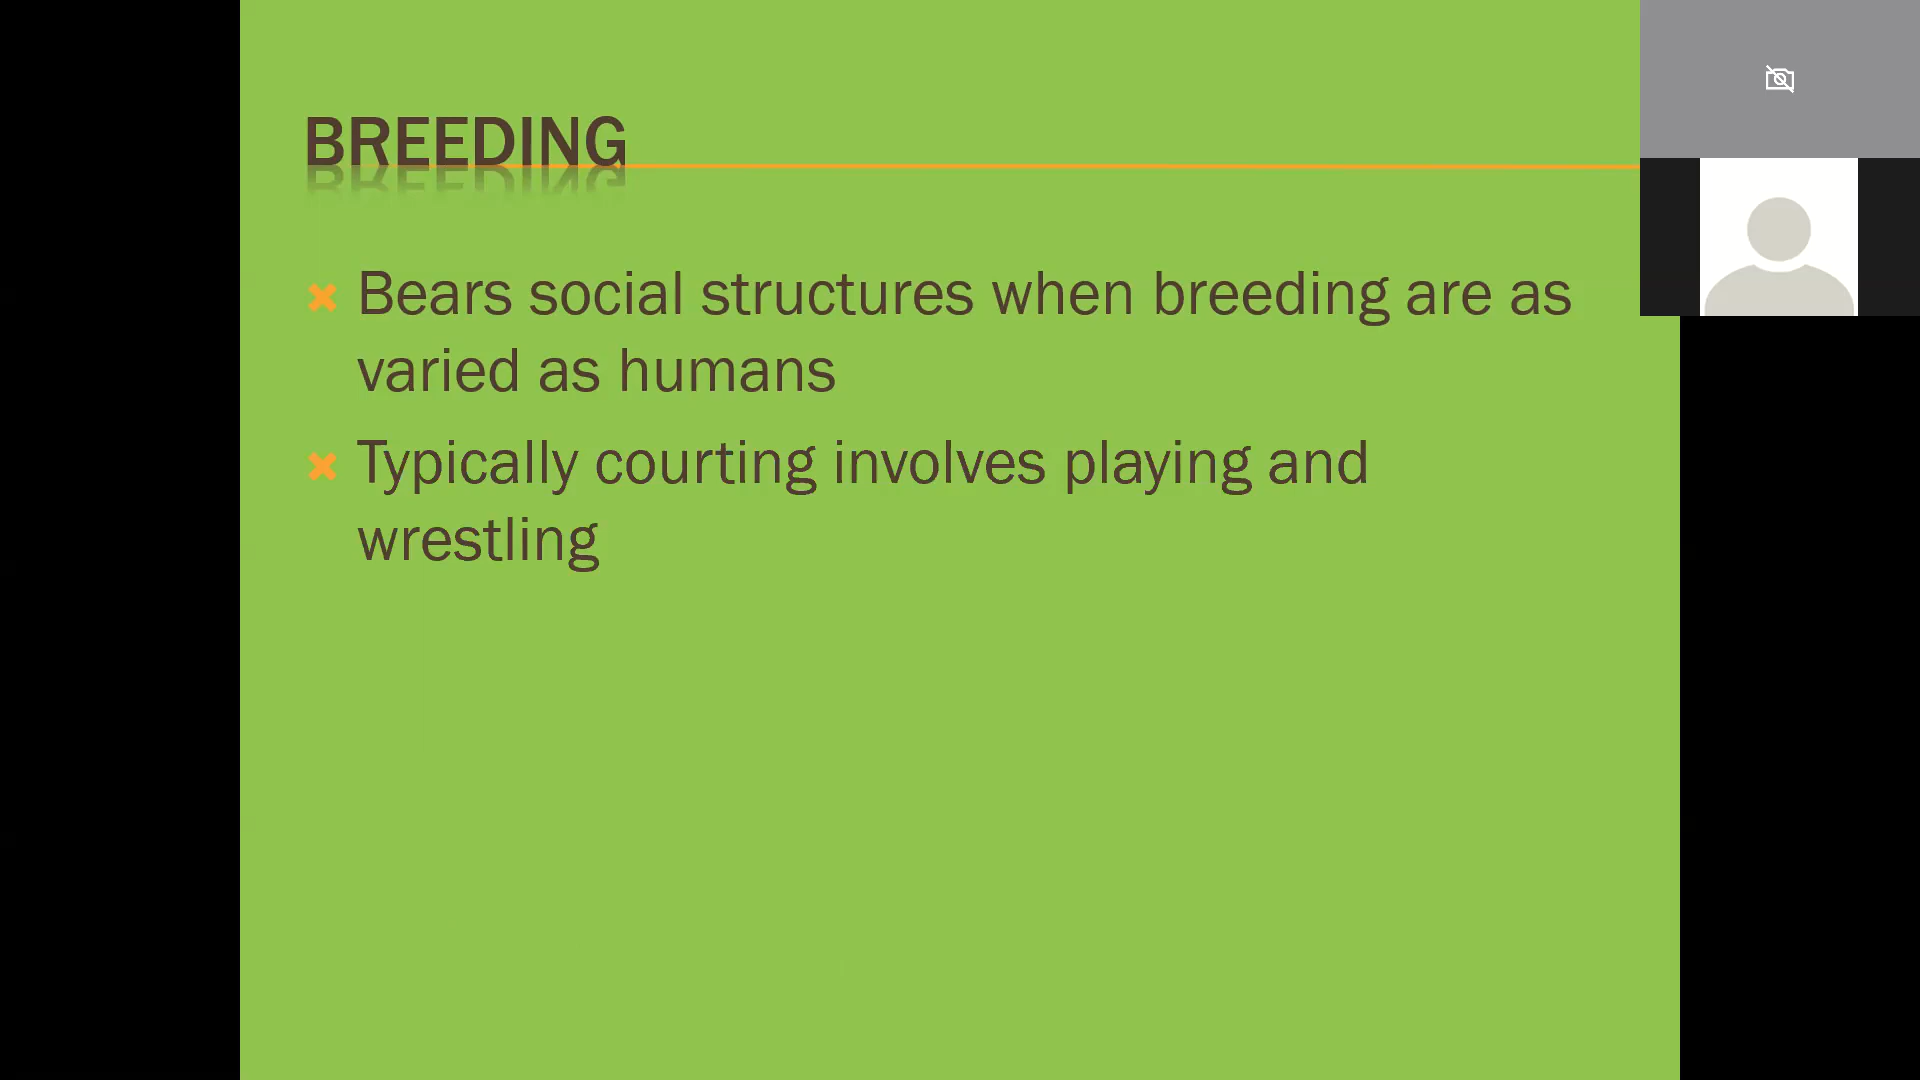 BREEDING
Bears social structures when breeding are as
varied as humans
Typically courting involves playing and
wrestling